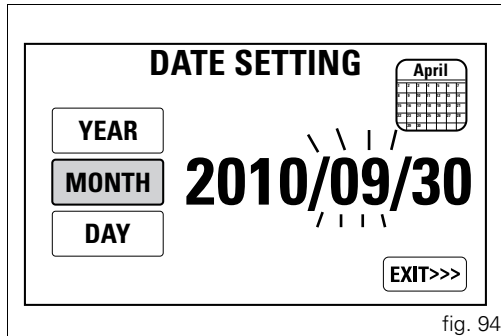 DATE SETTING
April
YEAR
MONTH
DAY
2010/09/30
EXIT>>>
fig. 94